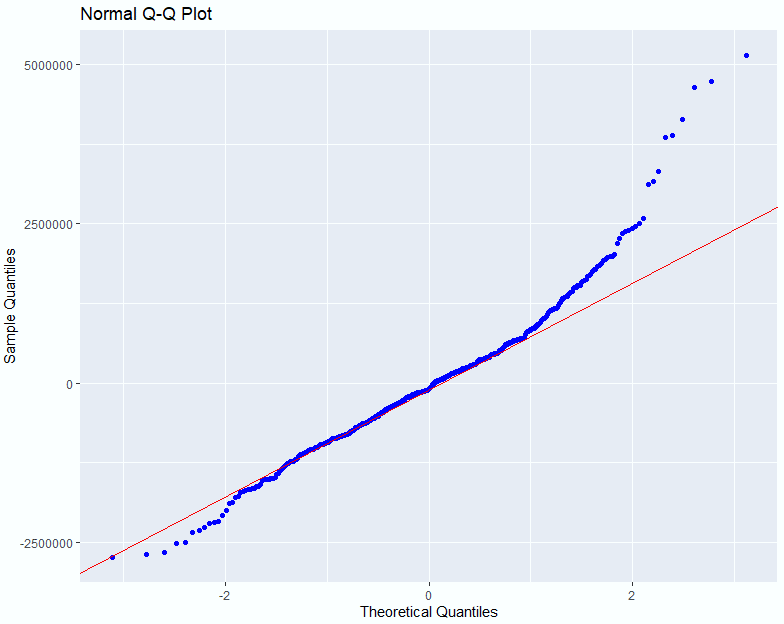 Normal Q-Q Plot
5000000
2500000
0
-2500000
-2 0 2
Theoretical Quantiles
Sample Quantiles